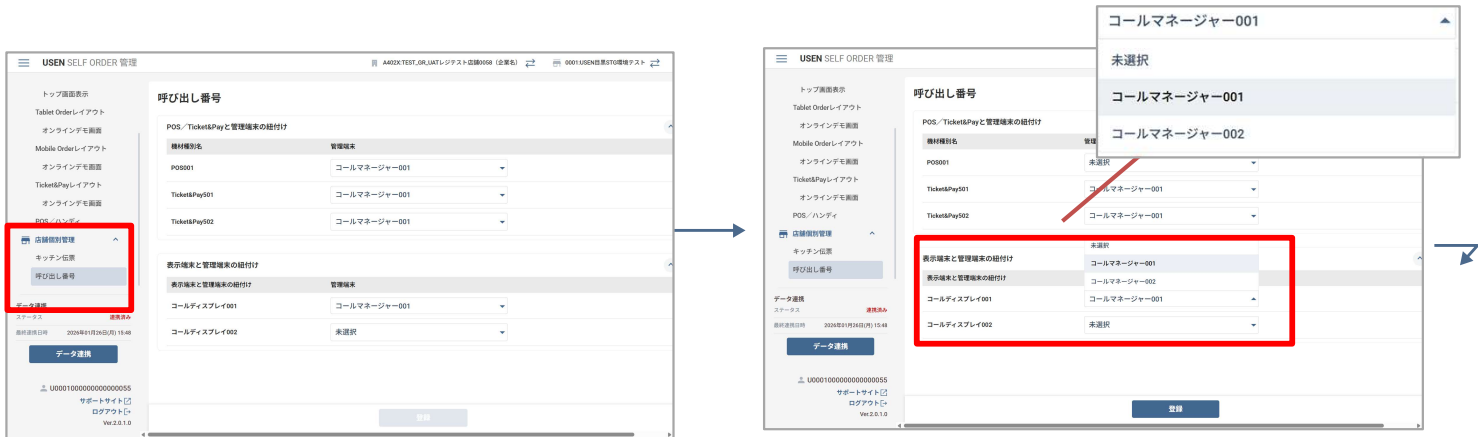 USEN SELF ORDER 管理
A402X:TEST_GR_UATレジテスト店舗0058（企業名）
0001:USEN目黒STG環境テスト
トップ画面表示
Tablet Orderレイアウト
オンラインデモ画面
Mobile Orderレイアウト
オンラインデモ画面
Ticket&Payレイアウト
オンラインデモ画面
POS／ハンディ
店舗個別管理
キッチン伝票
呼び出し番号
データ連携
ステータス 連携済み
最終連携日時 2026年01月26日(月) 15:48
データ連携
U0001000000000000055
サポートサイト
ログアウト
Ver.2.0.1.0
呼び出し番号
POS／Ticket&Payと管理端末の紐付け
機材種別名 管理端末
POS001 コールマネージャー001
Ticket&Pay501 コールマネージャー001
Ticket&Pay502 コールマネージャー001
表示端末と管理端末の紐付け
表示端末と管理端末の紐付け 管理端末
コールディスプレイ001 コールマネージャー001
コールディスプレイ002 未選択
登録
USEN SELF ORDER 管理
トップ画面表示
Tablet Orderレイアウト
オンラインデモ画面
Mobile Orderレイアウト
オンラインデモ画面
Ticket&Payレイアウト
オンラインデモ画面
POS／ハンディ
店舗個別管理
キッチン伝票
呼び出し番号
データ連携
ステータス 連携済み
最終連携日時 2026年01月26日(月) 15:48
データ連携
U0001000000000000055
サポートサイト
ログアウト
Ver.2.0.1.0
呼び出し番号
POS／Ticket&Payと管理端末の紐付け
機材種別名
POS001 未選択
Ticket&Pay501 コールマネージャー001
Ticket&Pay502 コールマネージャー001
未選択
表示端末と管理端末の紐付け コールマネージャー001
表示端末と管理端末の紐付け コールマネージャー002
コールディスプレイ001 コールマネージャー001
コールディスプレイ002 未選択
登録
コールマネージャー001
未選択
コールマネージャー001
コールマネージャー002